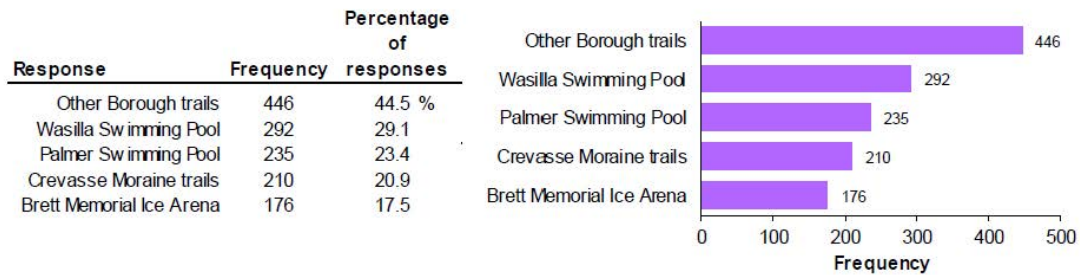 Percentage
of
Response Frequency responses
Other Borough trails 446 44.5 %
Wasilla Swimming Pool 292 29.1
Palmer Swimming Pool 235 23.4
Crevasse Moraine trails 210 20.9
Brett Memorial Ice Arena 176 17.5
Other Borough trails 446
Wasilla Swimming Pool 292
Palmer Swimming Pool 235
Crevasse Moraine trails 210
Brett Memorial Ice Arena 176
0 100 200 300 400 500
Frequency